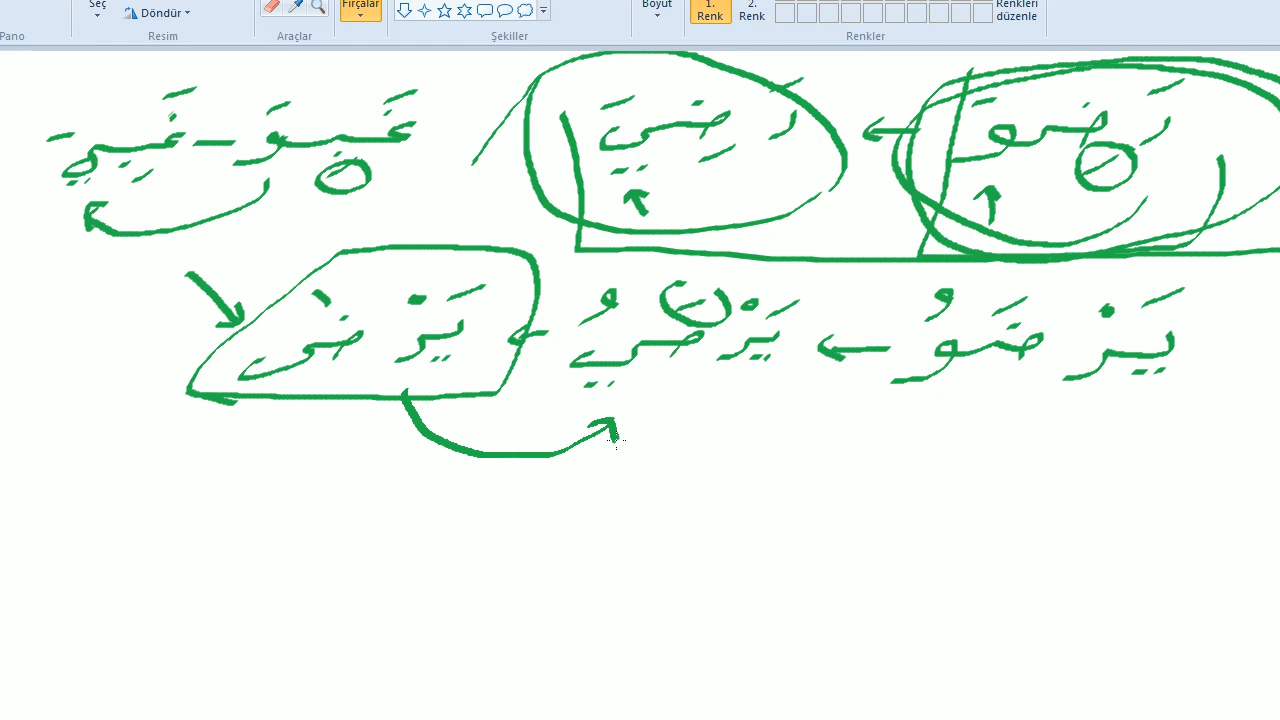 Seç
Döndür
Fırçalar
Boyut
1. Renk
2. Renk
Renkleri düzenle
Pano
Resim
Araçlar
Şekiller
Renkler
رَضِوَ ← رَضِيَ
غَبِوَ - غَبِيَ
يَرْضَوُ ← يَرْضَيُ ← يَرْضَى